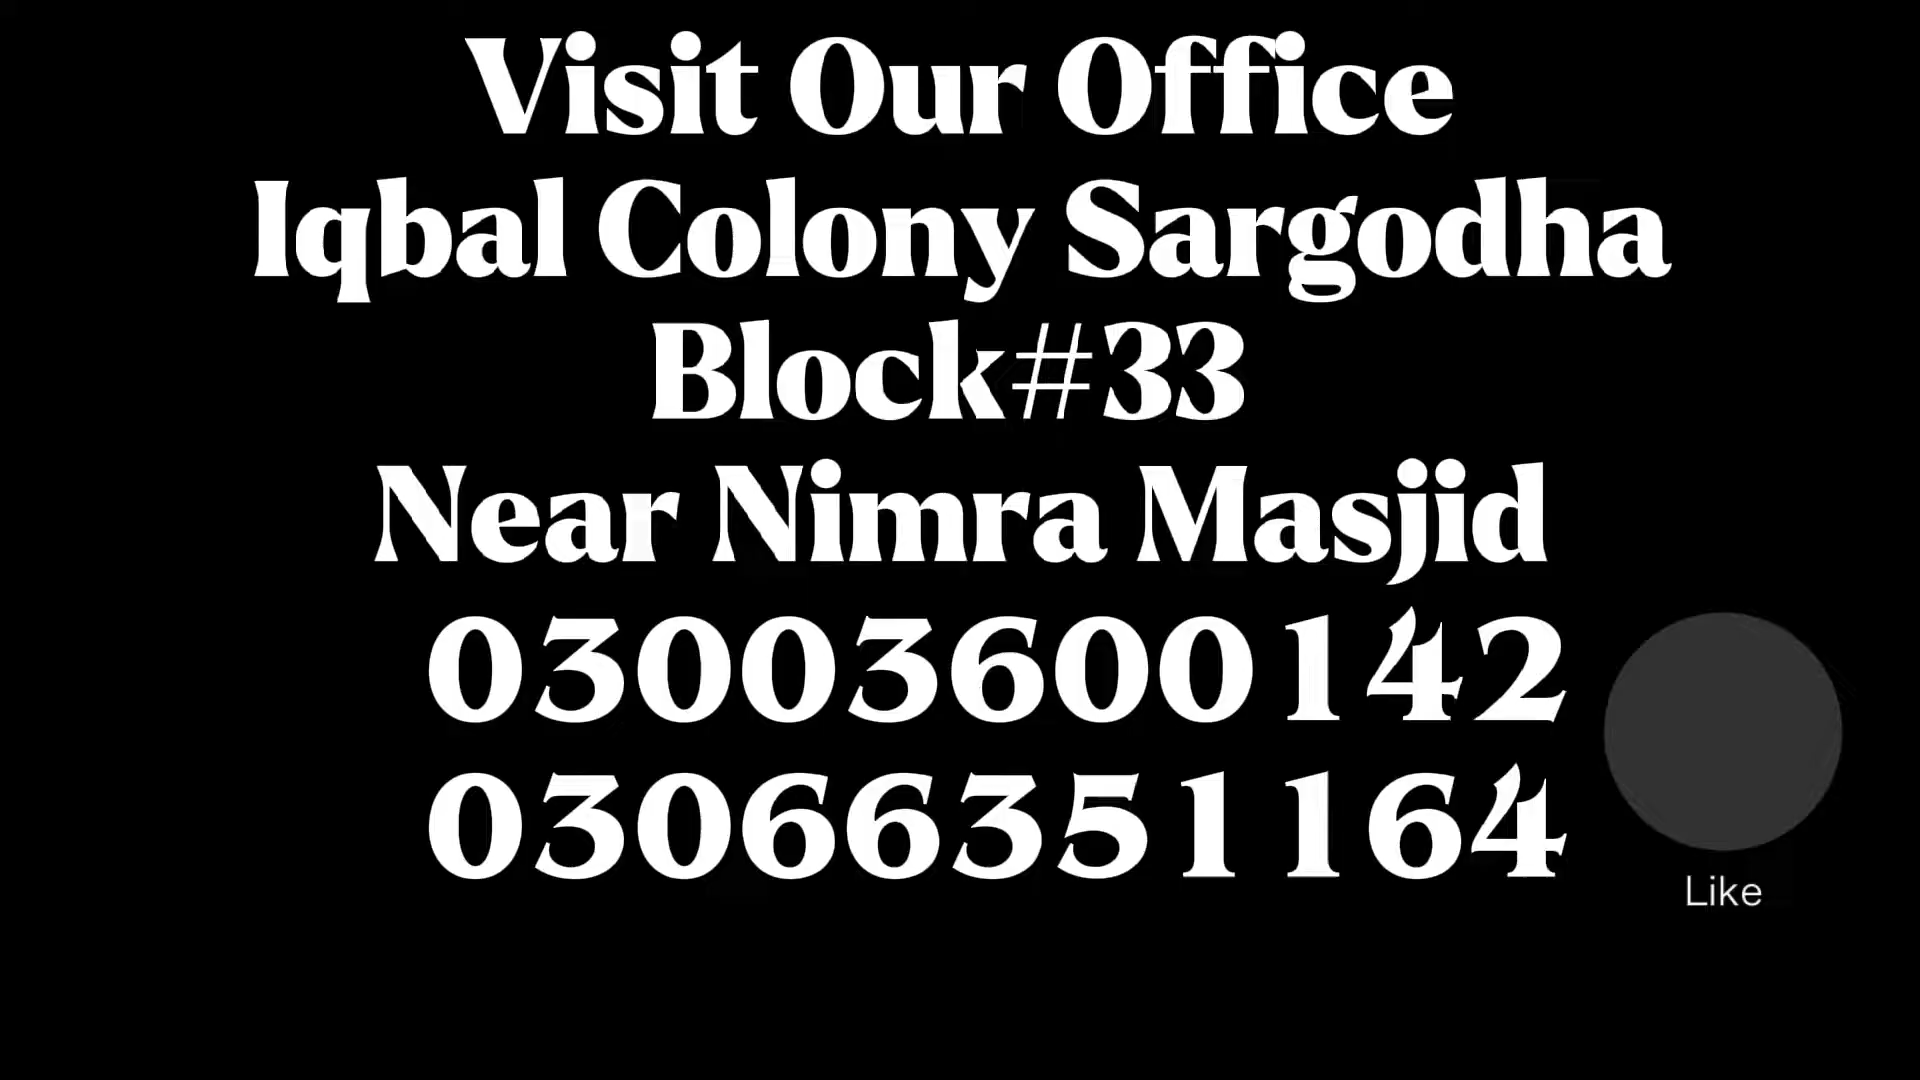 Visit Our Office
Iqbal Colony Sargodha
Block#33
Near Nimra Masjid
03003600142
03066351164
Like